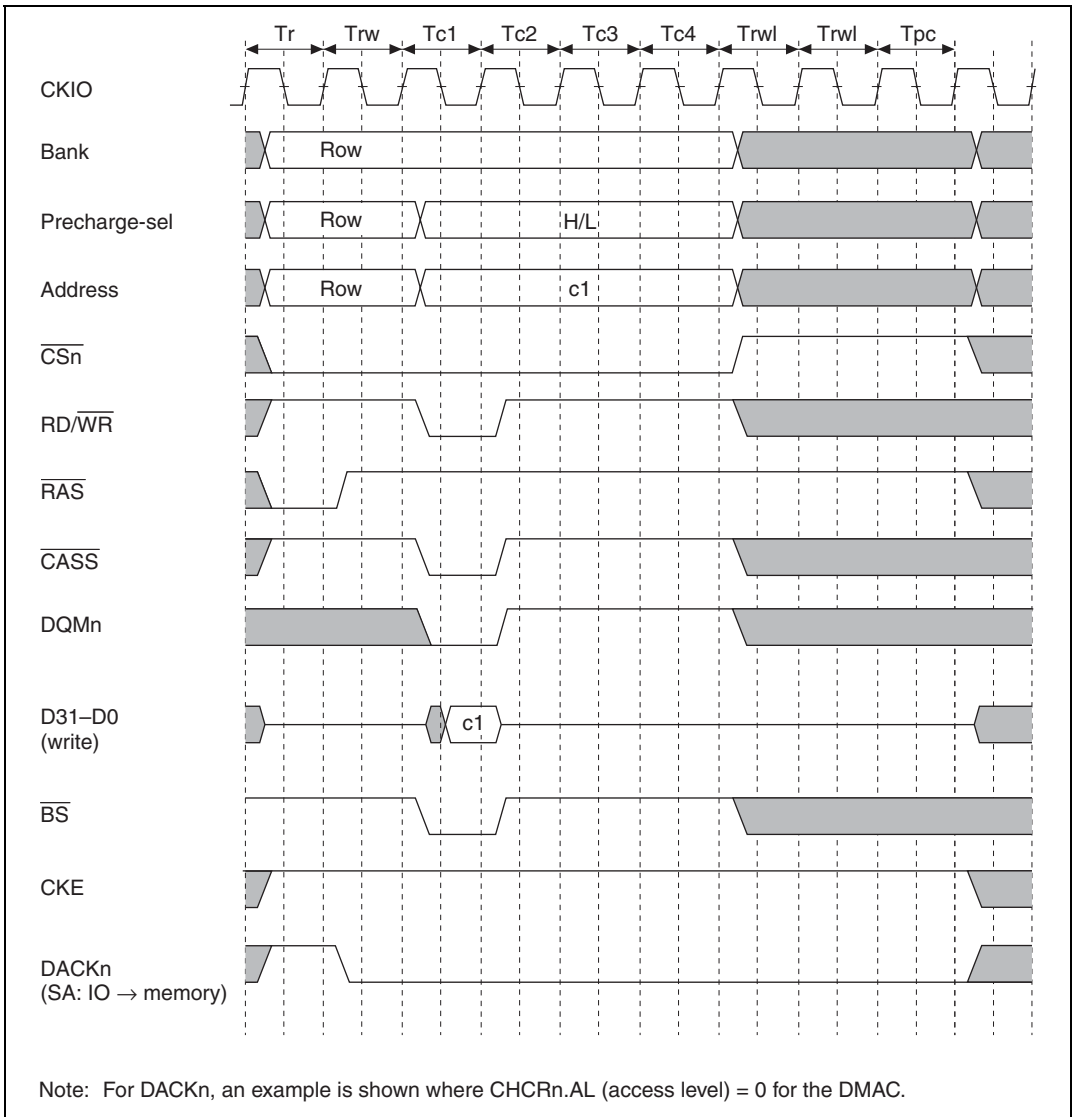 Tr Trw Tc1 Tc2 Tc3 Tc4 Trwl Trwl Tpc
CKIO
Bank Row
Precharge-sel Row H/L
Address Row c1
CSn
RD/WR
RAS
CASS
DQMn
D31–D0
(write) c1
BS
CKE
DACKn
(SA: IO → memory)
Note: For DACKn, an example is shown where CHCRn.AL (access level) = 0 for the DMAC.